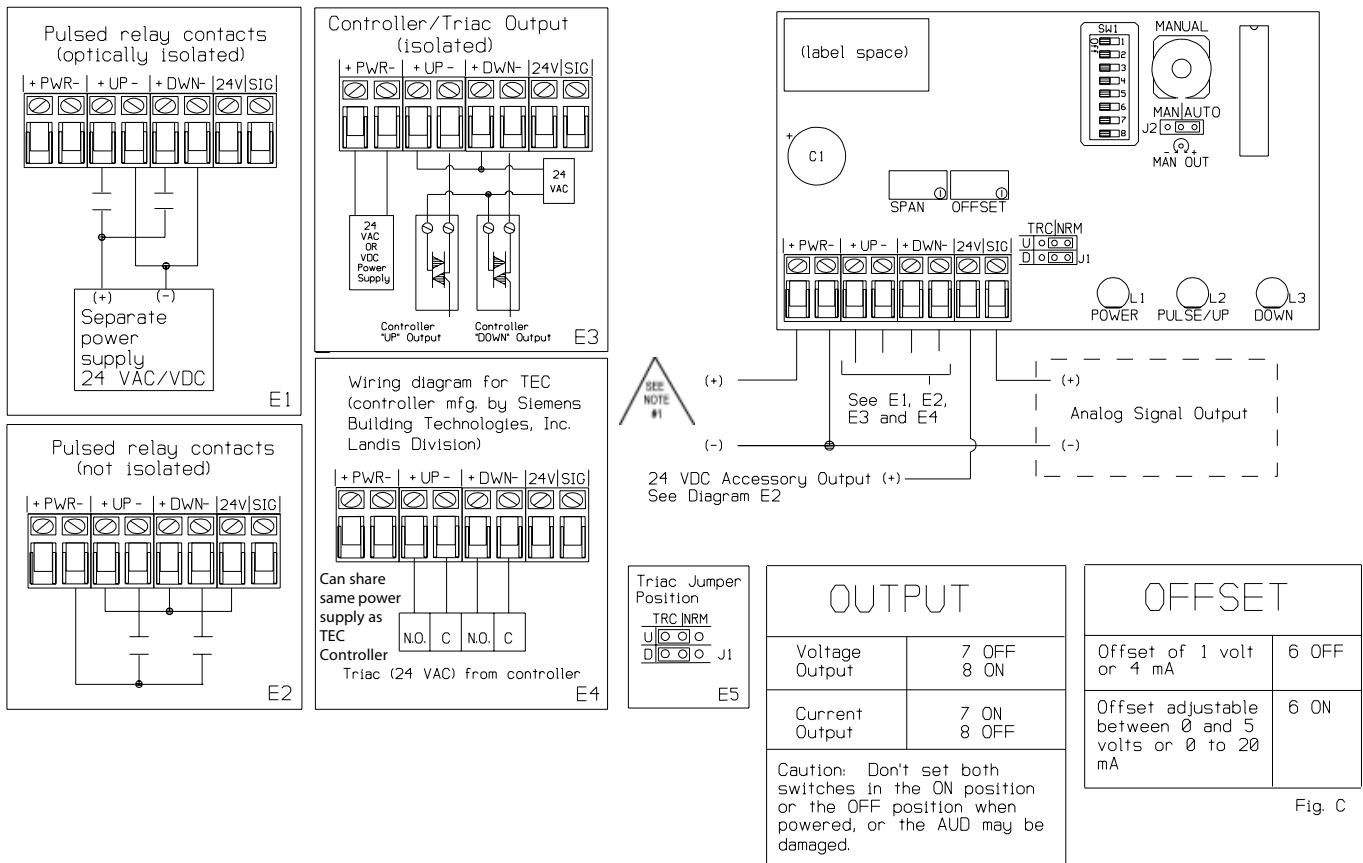 Pulsed relay contacts
(optically isolated)
+ PWR- + UP - + DWN- 24V SIG
(+) (-)
Separate
power
supply
24 VAC/VDC
E1
Pulsed relay contacts
(not isolated)
+ PWR- + UP - + DWN- 24V SIG
E2
Controller/Triac Output
(isolated)
+ PWR- + UP - + DWN- 24V SIG
24
VAC
24
VAC
OR
VDC
Power
Supply
Controller
"UP" Output
Controller
"DOWN" Output
E3
Wiring diagram for TEC
(controller mfg. by Siemens
Building Technologies, Inc.
Landis Division)
+ PWR- + UP - + DWN- 24V SIG
Can share
same power
supply as
TEC
Controller
N.O. C N.O. C
Triac (24 VAC) from controller
E4
(label space)
SW1
Off
1
2
3
4
5
6
7
8
MANUAL
MAN AUTO
J2
- +
MAN OUT
+
C1
SPAN OFFSET
TRC NRM
U
D J1
+ PWR- + UP - + DWN- 24V SIG
L1
POWER
L2
PULSE/UP
L3
DOWN
SEE
NOTE
#1
(+)
(-)
See E1, E2,
E3 and E4
(+)
Analog Signal Output
(-)
24 VDC Accessory Output (+)
See Diagram E2
Triac Jumper
Position
TRC NRM
U
D J1
E5
OUTPUT
Voltage Output 7 OFF
8 ON
Current Output 7 ON
8 OFF
Caution: Don't set both
switches in the ON position
or the OFF position when
powered, or the AUD may be
damaged.
OFFSET
Offset of 1 volt 6 OFF
or 4 mA
Offset adjustable 6 ON
between 0 and 5
volts or 0 to 20
mA
Fig. C